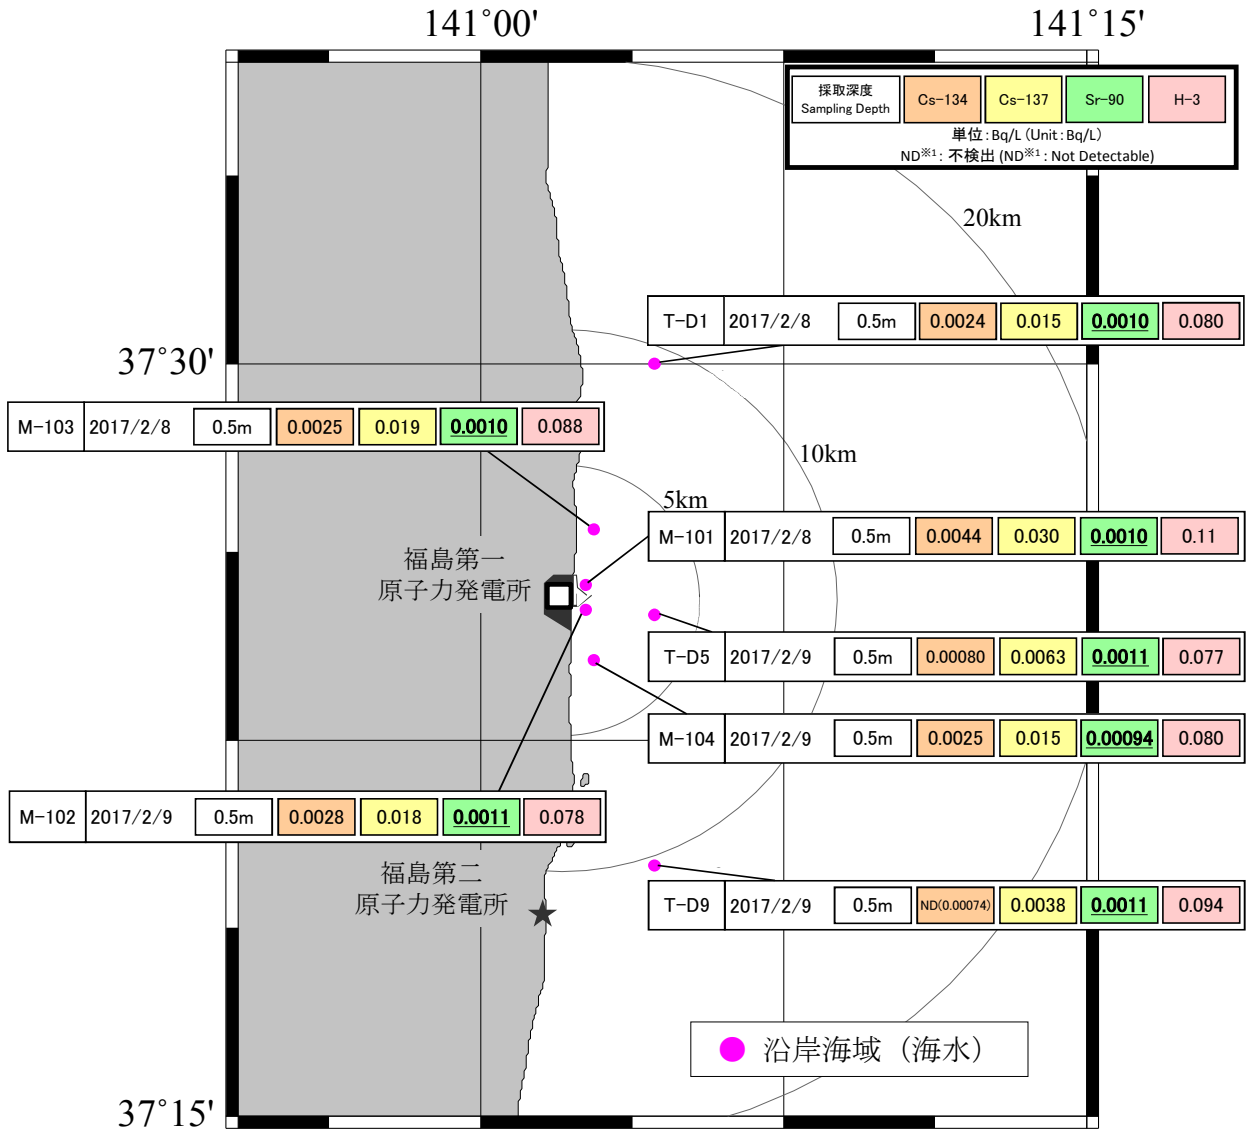 141°00'
141°15'
採取深度
Sampling Depth
Cs-134
Cs-137
Sr-90
H-3
単位：Bq/L (Unit：Bq/L)
ND※1：不検出 (ND※1：Not Detectable)
20km
T-D1 2017/2/8 0.5m 0.0024 0.015 0.0010 0.080
37°30'
M-103 2017/2/8 0.5m 0.0025 0.019 0.0010 0.088
10km
5km
M-101 2017/2/8 0.5m 0.0044 0.030 0.0010 0.11
福島第一
原子力発電所
T-D5 2017/2/9 0.5m 0.00080 0.0063 0.0011 0.077
M-104 2017/2/9 0.5m 0.0025 0.015 0.00094 0.080
M-102 2017/2/9 0.5m 0.0028 0.018 0.0011 0.078
福島第二
原子力発電所
T-D9 2017/2/9 0.5m ND(0.00074) 0.0038 0.0011 0.094
沿岸海域（海水）
37°15'